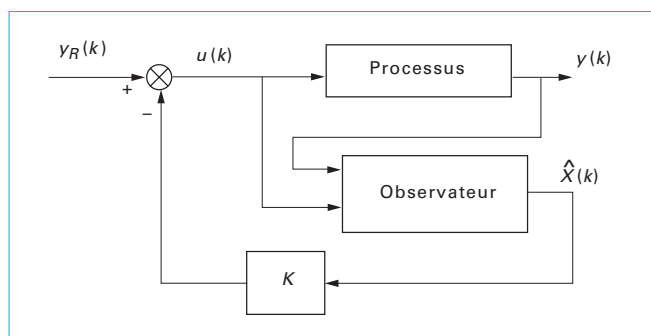 y_R(k)
u(k)
Processus
y(k)
+
−
Observateur
X̂(k)
K